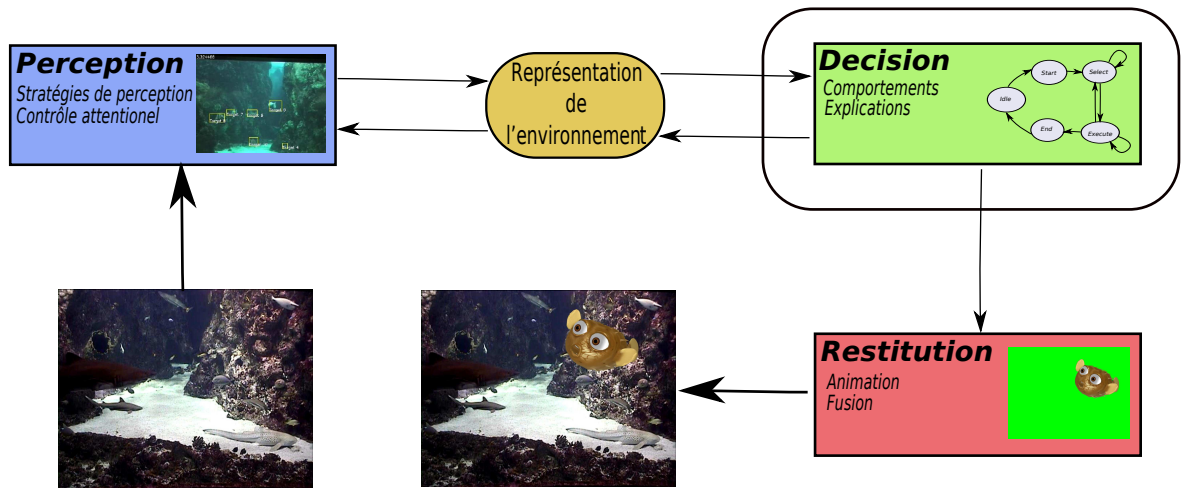 Perception
Stratégies de perception
Contrôle attentionel
Représentation
de
l'environnement
Decision
Comportements
Explications
Start
Select
Idle
End
Execute
Restitution
Animation
Fusion